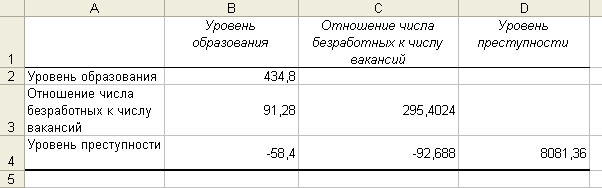 A B C D
Уровень образования Отношение числа безработных к числу вакансий Уровень преступности
1
2 Уровень образования 434,8
Отношение числа
безработных к числу
3 вакансий 91,28 295,4024
4 Уровень преступности -58,4 -92,688 8081,36
5